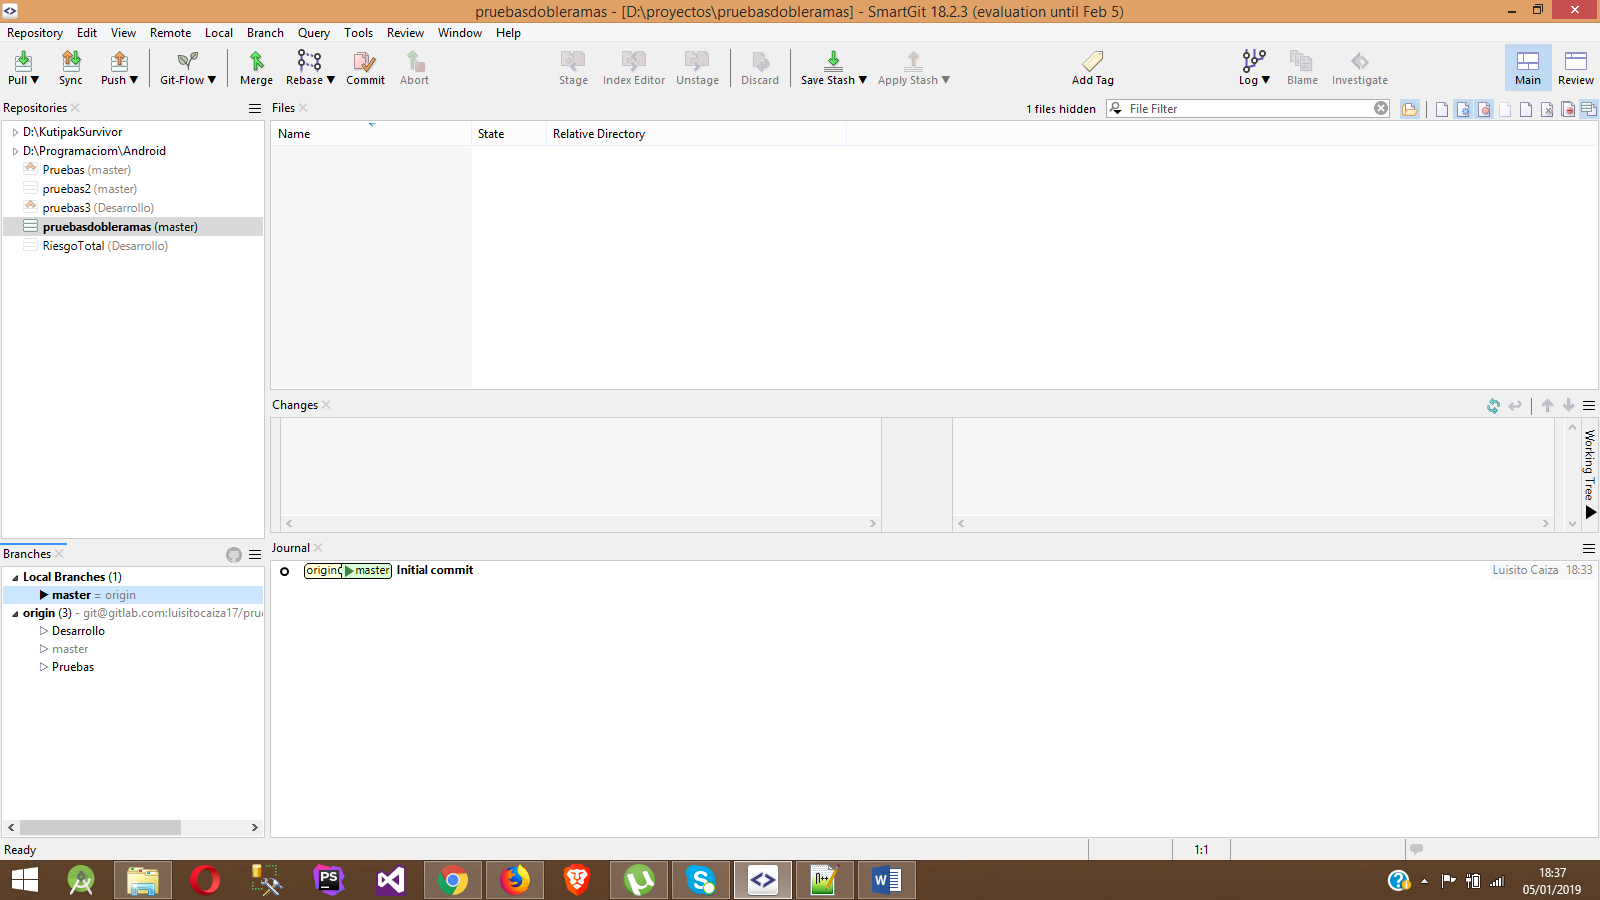 pruebasdobleramas - [D:\proyectos\pruebasdobleramas] - SmartGit 18.2.3 (evaluation until Feb 5)
Repository Edit View Remote Local Branch Query Tools Review Window Help
Pull Sync Push Git-Flow Merge Rebase Commit Abort Stage Index Editor Unstage Discard Save Stash Apply Stash Add Tag Log Blame Investigate Main Review
Repositories
D:\KutipakSurvivor
D:\Programaciom\Android
Pruebas (master)
pruebas2 (master)
pruebas3 (Desarrollo)
pruebasdobleramas (master)
RiesgoTotal (Desarrollo)
Files 1 files hidden File Filter
Name State Relative Directory
Changes
Working Tree
Branches
Local Branches (1)
master = origin
origin (3) - git@gitlab.com:luisitocaiza17/pru
Desarrollo
master
Pruebas
Journal
origin master Initial commit Luisito Caiza 18:33
Ready 1:1
PS
18:37
05/01/2019